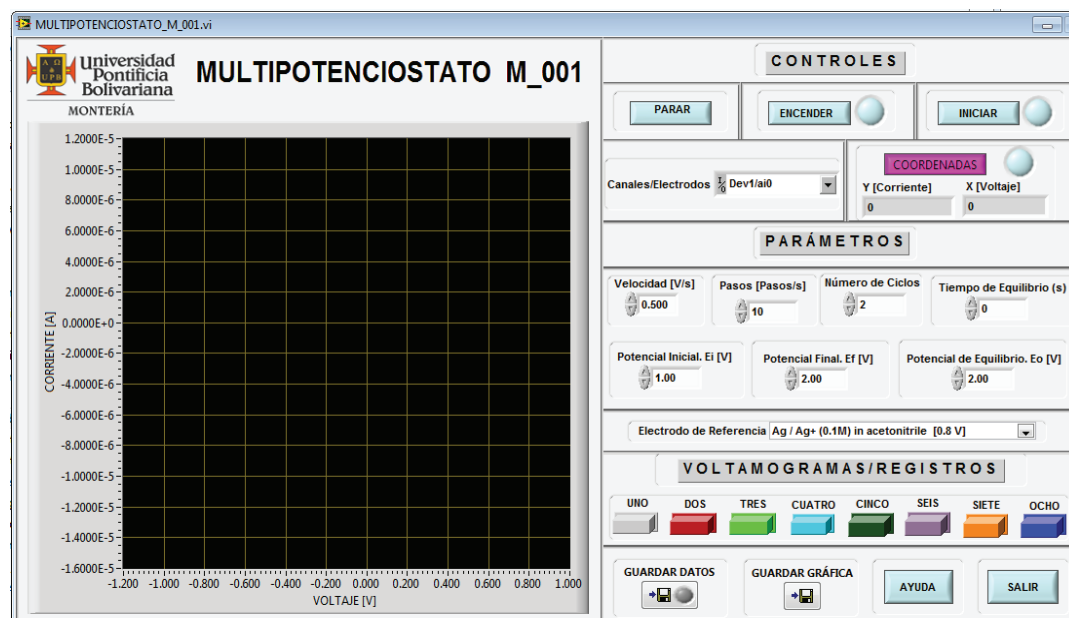 MULTIPOTENCIOSTATO_M_001.vi
Universidad
Pontificia
Bolivariana
MONTERÍA
MULTIPOTENCIOSTATO M_001
CORRIENTE [A]
1.2000E-5
1.0000E-5
8.0000E-6
6.0000E-6
4.0000E-6
2.0000E-6
0.0000E+0
-2.0000E-6
-4.0000E-6
-6.0000E-6
-8.0000E-6
-1.0000E-5
-1.2000E-5
-1.4000E-5
-1.6000E-5
-1.200 -1.000 -0.800 -0.600 -0.400 -0.200 0.000 0.200 0.400 0.600 0.800 1.000
VOLTAJE [V]
CONTROLES
PARAR ENCENDER INICIAR
Canales/Electrodos Dev1/ai0
COORDENADAS
Y [Corriente] X [Voltaje]
0 0
PARÁMETROS
Velocidad [V/s] Pasos [Pasos/s] Número de Ciclos Tiempo de Equilibrio (s)
0.500 10 2 0
Potencial Inicial. Ei [V] Potencial Final. Ef [V] Potencial de Equilibrio. Eo [V]
1.00 2.00 2.00
Electrodo de Referencia Ag / Ag+ (0.1M) in acetonitrile [0.8 V]
VOLTAMOGRAMAS/REGISTROS
UNO DOS TRES CUATRO CINCO SEIS SIETE OCHO
GUARDAR DATOS GUARDAR GRÁFICA AYUDA SALIR